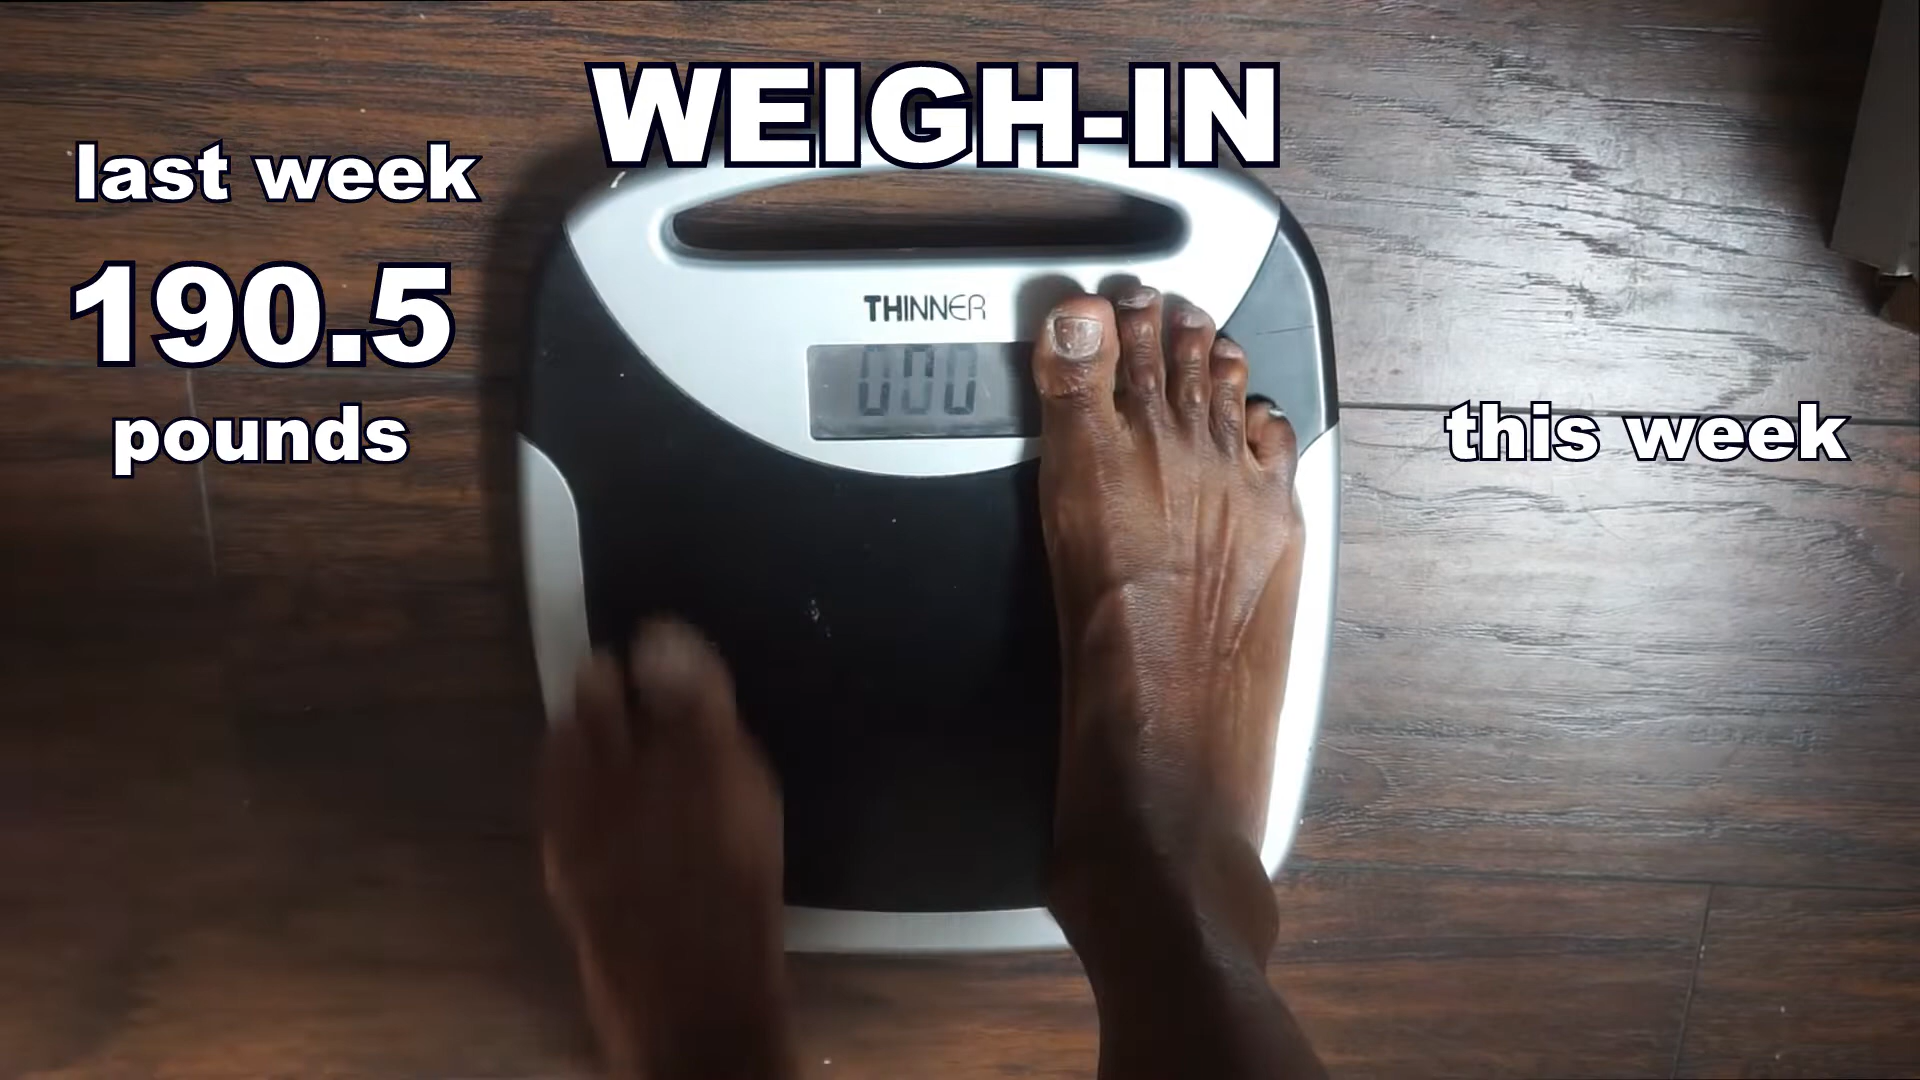 WEIGH-IN
last week
190.5
pounds
THINNER
000
this week